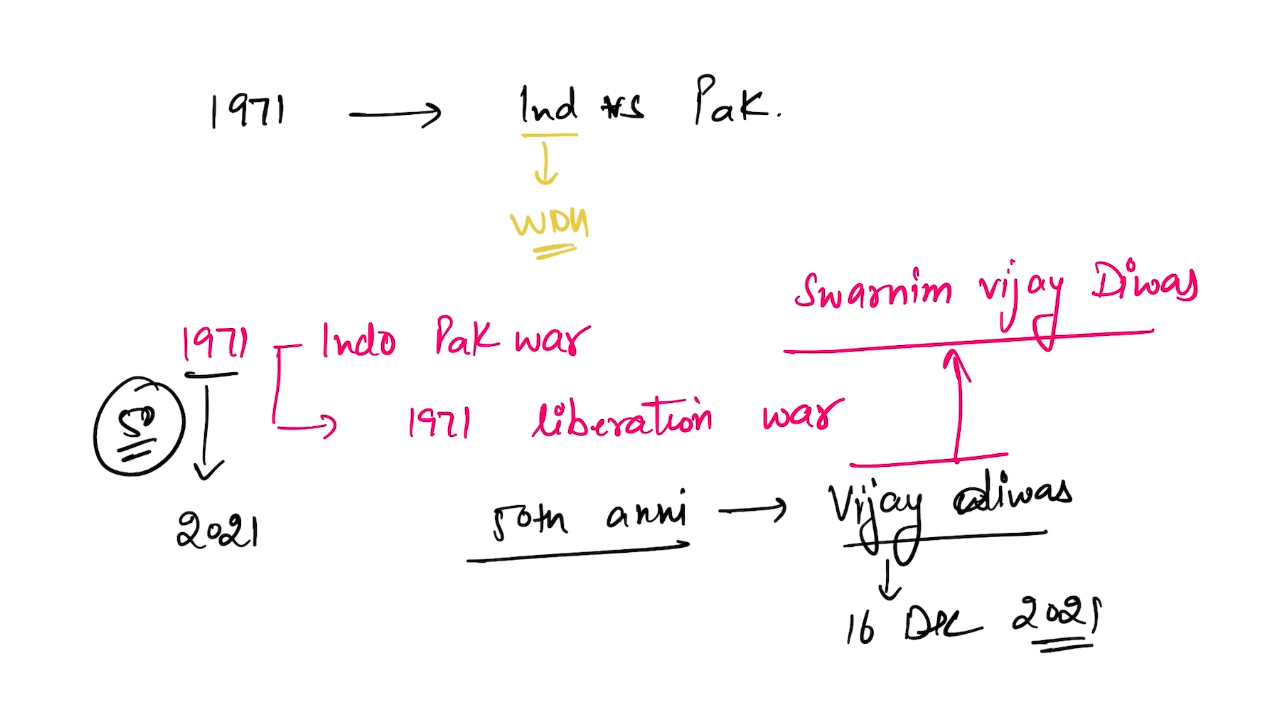 1971 → Ind vs Pak.
↓
WON
Swarnim vijay Diwas
1971 Indo Pak war
50
→ 1971 liberation war
2021
50th anni → Vijay diwas
↓
16 Dec 2021